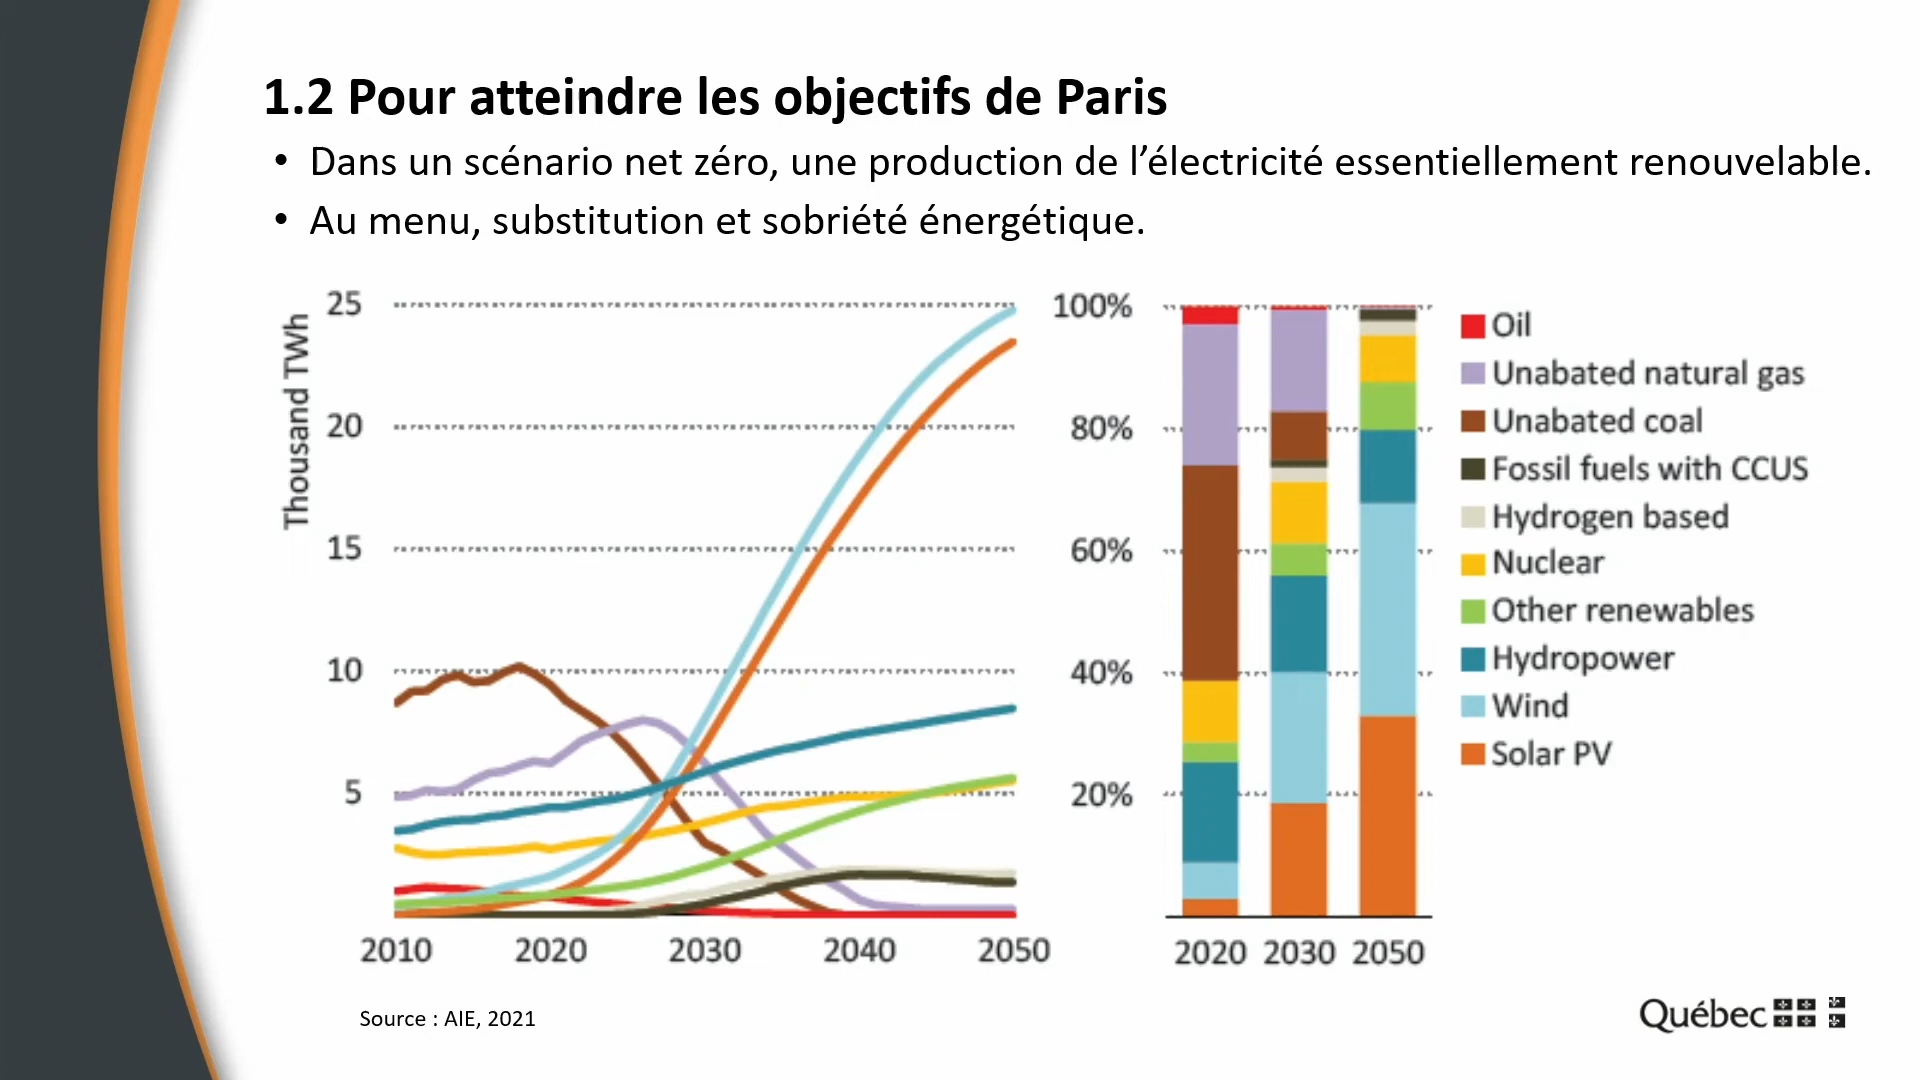 1.2 Pour atteindre les objectifs de Paris
• Dans un scénario net zéro, une production de l’électricité essentiellement renouvelable.
• Au menu, substitution et sobriété énergétique.
Thousand TWh
25
20
15
10
5
2010 2020 2030 2040 2050
100%
80%
60%
40%
20%
2020 2030 2050
Oil
Unabated natural gas
Unabated coal
Fossil fuels with CCUS
Hydrogen based
Nuclear
Other renewables
Hydropower
Wind
Solar PV
Source : AIE, 2021
Québec